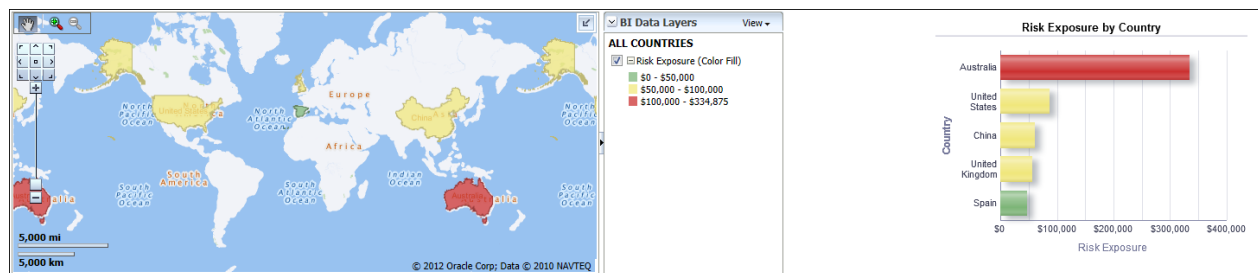 BI Data Layers
View
ALL COUNTRIES
Risk Exposure (Color Fill)
$0 - $50,000
$50,000 - $100,000
$100,000 - $334,875
Europe
North
Pacific
Ocean
North
Atlantic
Ocean
North
Pacific
Ocean
United
China
Africa
South
America
Indian
Ocean
South
Pacific
Ocean
South
Atlantic
Ocean
South
Pacific
Ocean
Australia
5,000 mi
5,000 km
© 2012 Oracle Corp; Data © 2010 NAVTEQ
Risk Exposure by Country
Country
Australia
United
States
China
United
Kingdom
Spain
$0
$100,000
$200,000
$300,000
$400,000
Risk Exposure